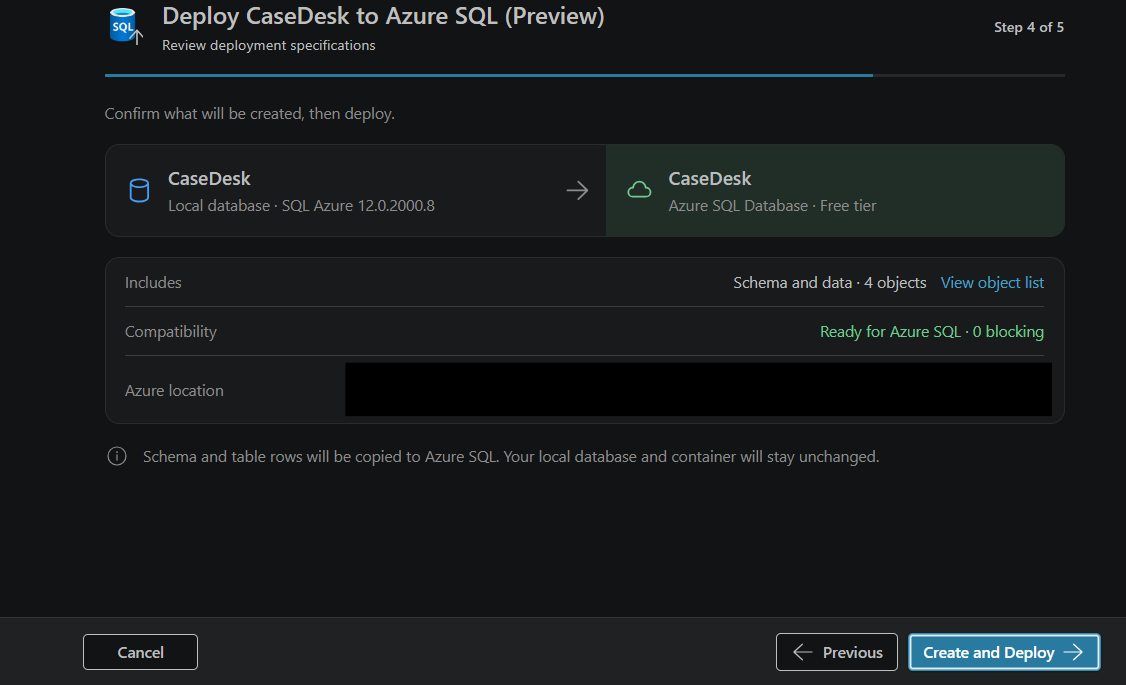 SQL
Deploy CaseDesk to Azure SQL (Preview)
Review deployment specifications
Step 4 of 5
Confirm what will be created, then deploy.
CaseDesk
Local database · SQL Azure 12.0.2000.8
CaseDesk
Azure SQL Database · Free tier
Includes
Schema and data · 4 objects View object list
Compatibility
Ready for Azure SQL · 0 blocking
Azure location
Schema and table rows will be copied to Azure SQL. Your local database and container will stay unchanged.
Cancel
Previous
Create and Deploy